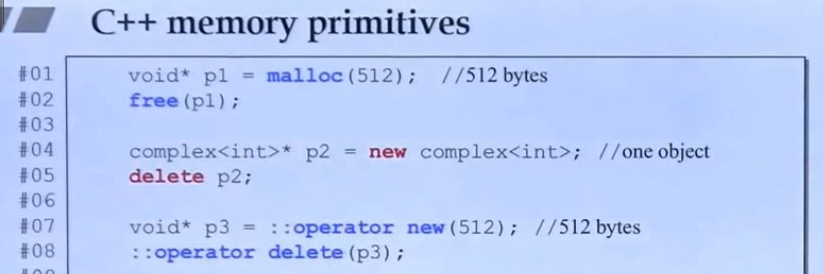 C++ memory primitives
#01 void* p1 = malloc(512); //512 bytes
#02 free(p1);
#03
#04 complex<int>* p2 = new complex<int>; //one object
#05 delete p2;
#06
#07 void* p3 = ::operator new(512); //512 bytes
#08 ::operator delete(p3);